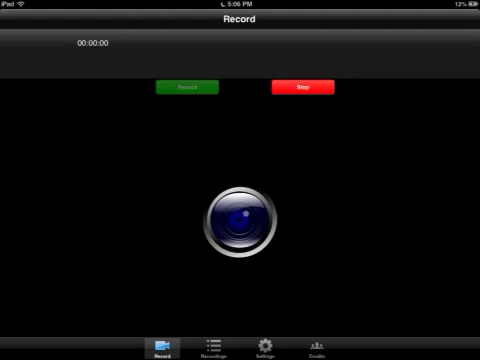 iPad 5:06 PM 12%
Record
00:00:00
Record Stop
Record Recordings Settings Credits